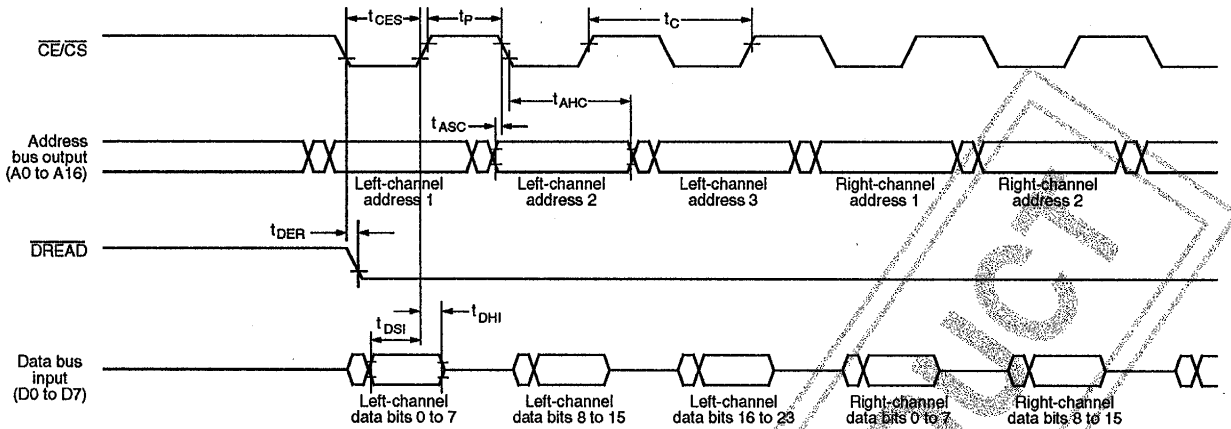 tCES
tP
tC
CE/CS
tAHC
tASC
Address
bus output
(A0 to A16)
Left-channel
address 1
Left-channel
address 2
Left-channel
address 3
Right-channel
address 1
Right-channel
address 2
tDER
DREAD
tDSI
tDHI
Data bus
input
(D0 to D7)
Left-channel
data bits 0 to 7
Left-channel
data bits 8 to 15
Left-channel
data bits 16 to 23
Right-channel
data bits 0 to 7
Right-channel
data bits 8 to 15
UCT